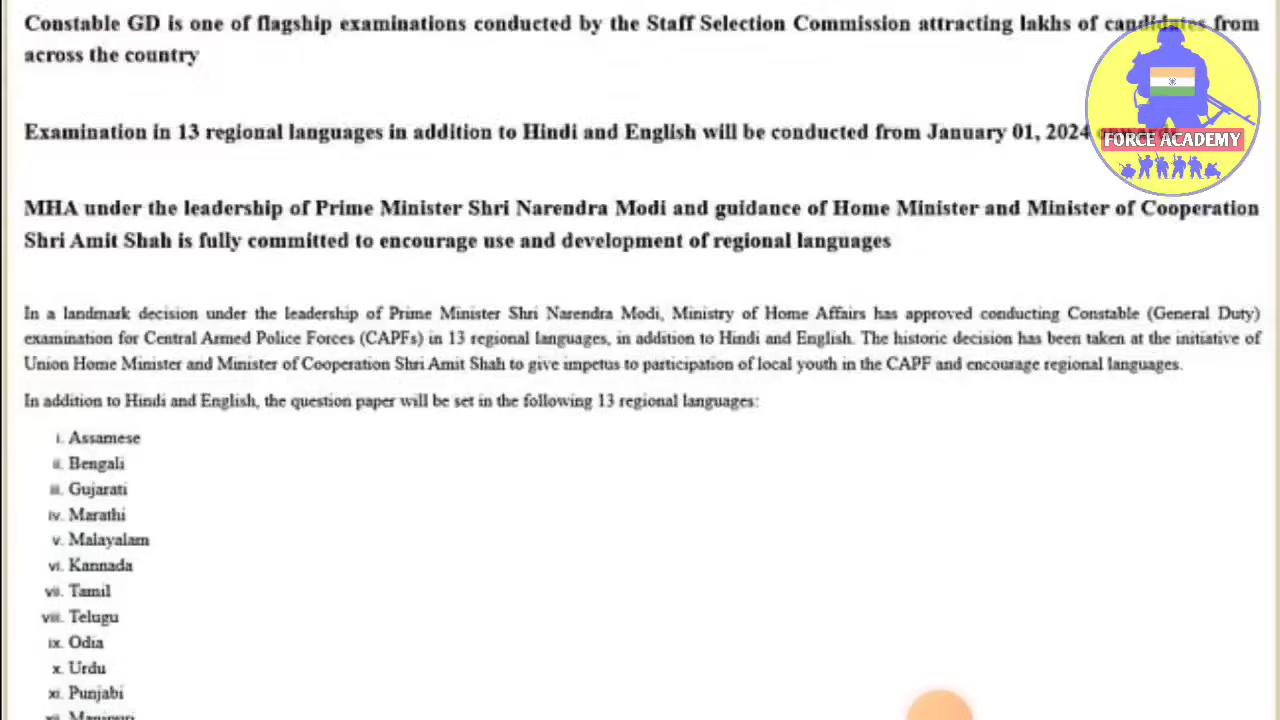 Constable GD is one of flagship examinations conducted by the Staff Selection Commission attracting lakhs of candidates from
across the country
Examination in 13 regional languages in addition to Hindi and English will be conducted from January 01, 2024
FORCE ACADEMY
MHA under the leadership of Prime Minister Shri Narendra Modi and guidance of Home Minister and Minister of Cooperation
Shri Amit Shah is fully committed to encourage use and development of regional languages
In a landmark decision under the leadership of Prime Minister Shri Narendra Modi, Ministry of Home Affairs has approved conducting Constable (General Duty)
examination for Central Armed Police Forces (CAPFs) in 13 regional languages, in addition to Hindi and English. The historic decision has been taken at the initiative of
Union Home Minister and Minister of Cooperation Shri Amit Shah to give impetus to participation of local youth in the CAPF and encourage regional languages.
In addition to Hindi and English, the question paper will be set in the following 13 regional languages:
i. Assamese
ii. Bengali
iii. Gujarati
iv. Marathi
v. Malayalam
vi. Kannada
vii. Tamil
viii. Telugu
ix. Odia
x. Urdu
xi. Punjabi
xii. Manipuri